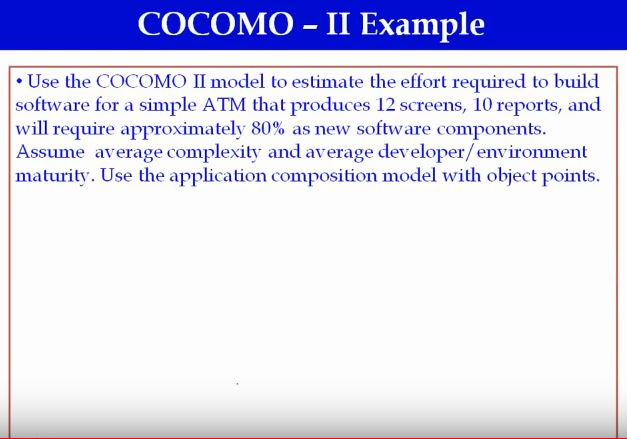 COCOMO – II Example
• Use the COCOMO II model to estimate the effort required to build
software for a simple ATM that produces 12 screens, 10 reports, and
will require approximately 80% as new software components.
Assume average complexity and average developer/environment
maturity. Use the application composition model with object points.